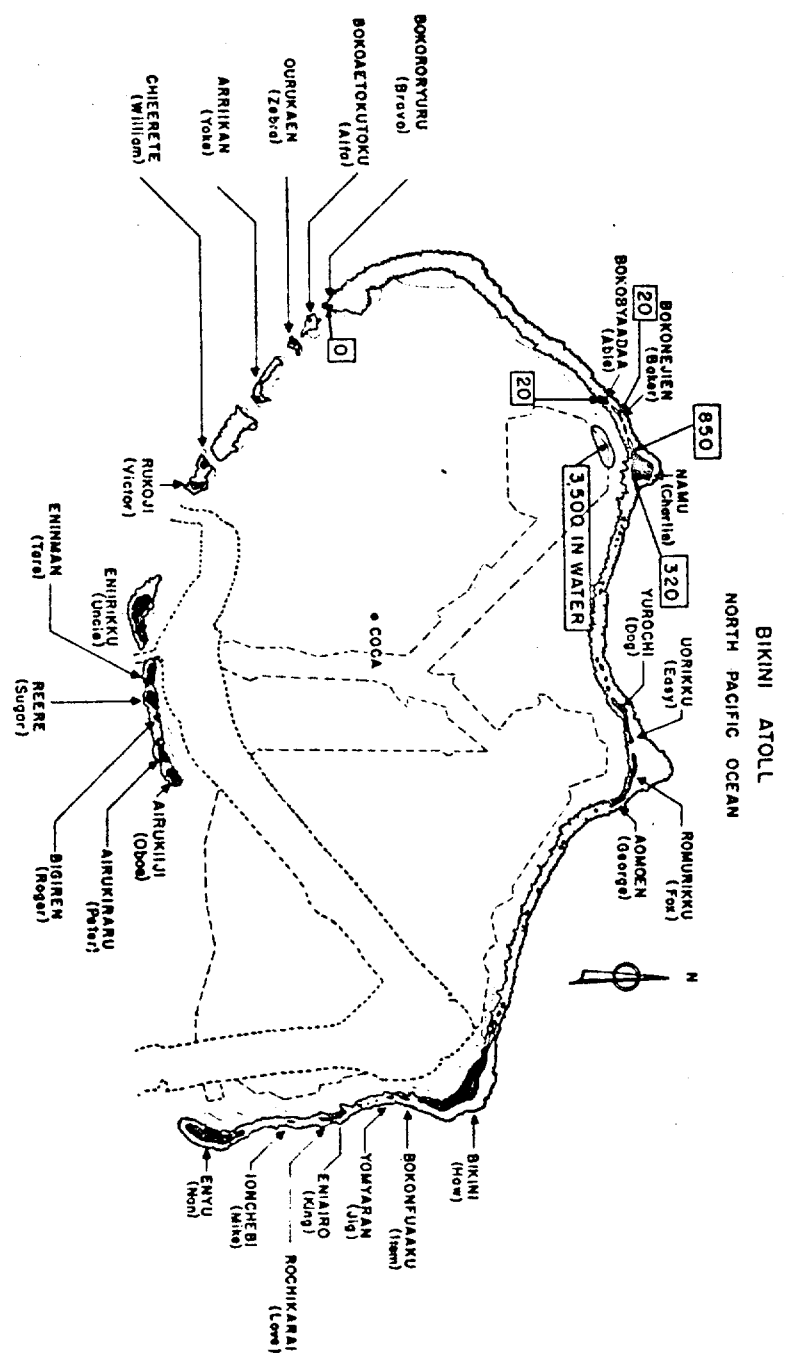 BIKINI ATOLL
NORTH PACIFIC OCEAN
N
BOKORORYURU
(Bravo)
BOKOAETOKUTOKU
(Alfa)
OURUKAEN
(Zebra)
ARRIIKAN
(Yoke)
CHIEERETE
(William)
0
BOKOBYAADAA
(Able)
20
BOKONEJIEN
(Baker)
20
850
NAMU
(Charlie)
320
3,500 IN WATER
YUROCHI
(Dog)
UORIKKU
(Easy)
ROMURIKKU
(Fox)
AOMOEN
(George)
COCA
RUKOJI
(Victor)
ENINMAN
(Tare)
ENIIRIKKU
(Uncle)
REERE
(Sugar)
BIGIREN
(Roger)
AIRUKIRARU
(Peter)
AIRUKIIJI
(Oboe)
BIKINI
(How)
BOKONFUAAKU
(Item)
YOMYARAN
(Jig)
ENIAIRO
(King)
ROCHIKARAI
(Love)
IONCHEBI
(Mike)
ENYU
(Nan)